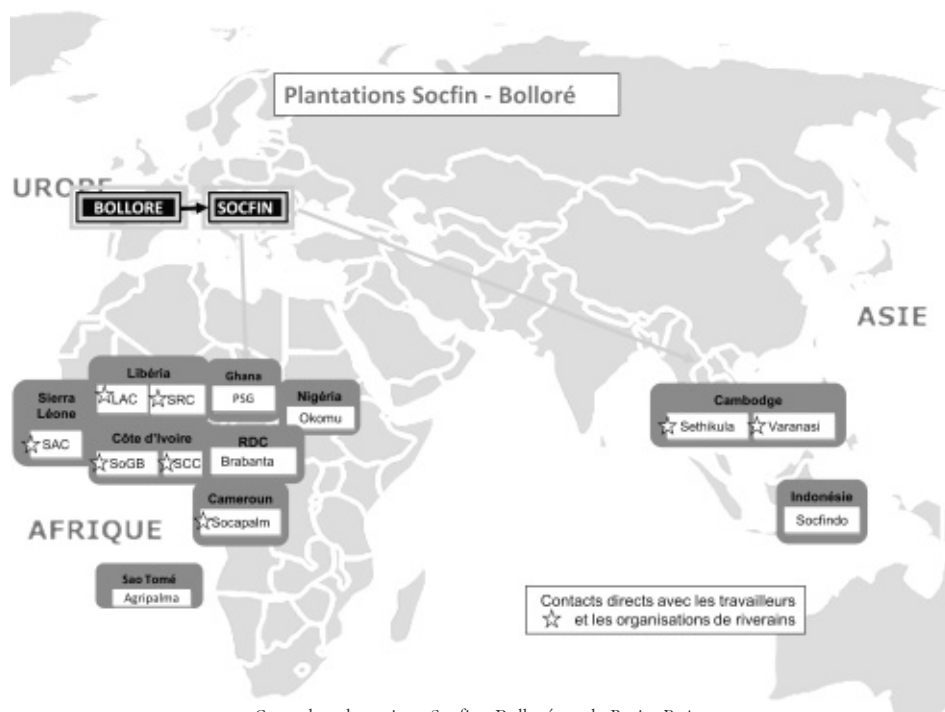 Plantations Socfin - Bolloré
UROPE
BOLLORE
SOCFIN
ASIE
Libéria
LAC
SRC
Ghana
PSG
Nigéria
Okomu
Sierra
Léone
SAC
Côte d'Ivoire
SoGB
SCC
RDC
Brabanta
Cameroun
Socapalm
Cambodge
Sethikula
Varanasi
Indonésie
Socfindo
AFRIQUE
Sao Tomé
Agripalma
Contacts directs avec les travailleurs
et les organisations de riverains